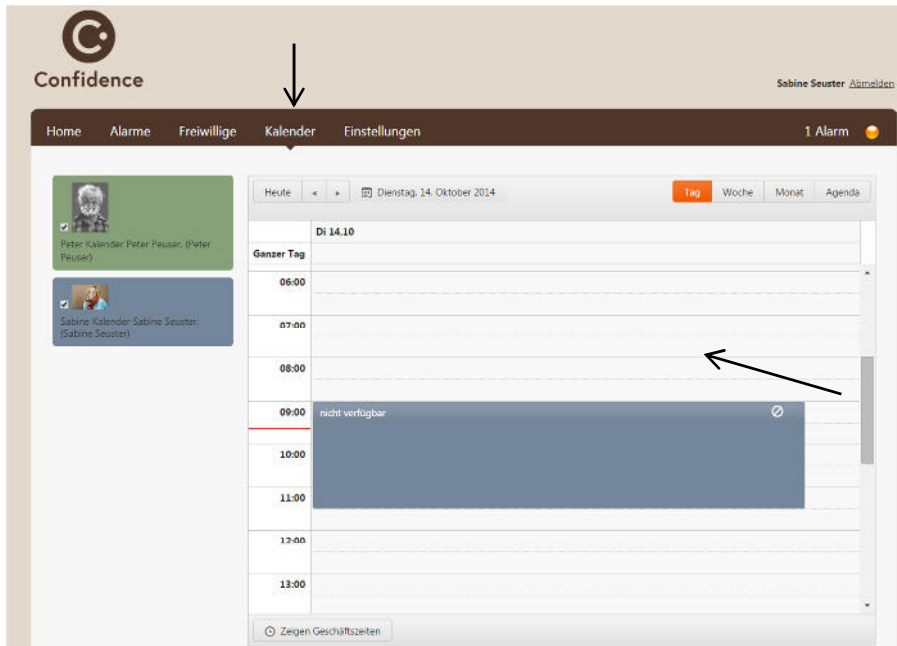 Confidence
Sabine Seuster Abmelden
Home Alarme Freiwillige Kalender Einstellungen 1 Alarm
Peter Kalender Peter Peuser, (Peter
Peuser)
Sabine Kalender Sabine Seuster,
(Sabine Seuster)
Heute Dienstag, 14. Oktober 2014 Tag Woche Monat Agenda
Di 14.10
Ganzer Tag
06:00
07:00
08:00
09:00 nicht verfügbar
10:00
11:00
12:00
13:00
Zeigen Geschäftszeiten